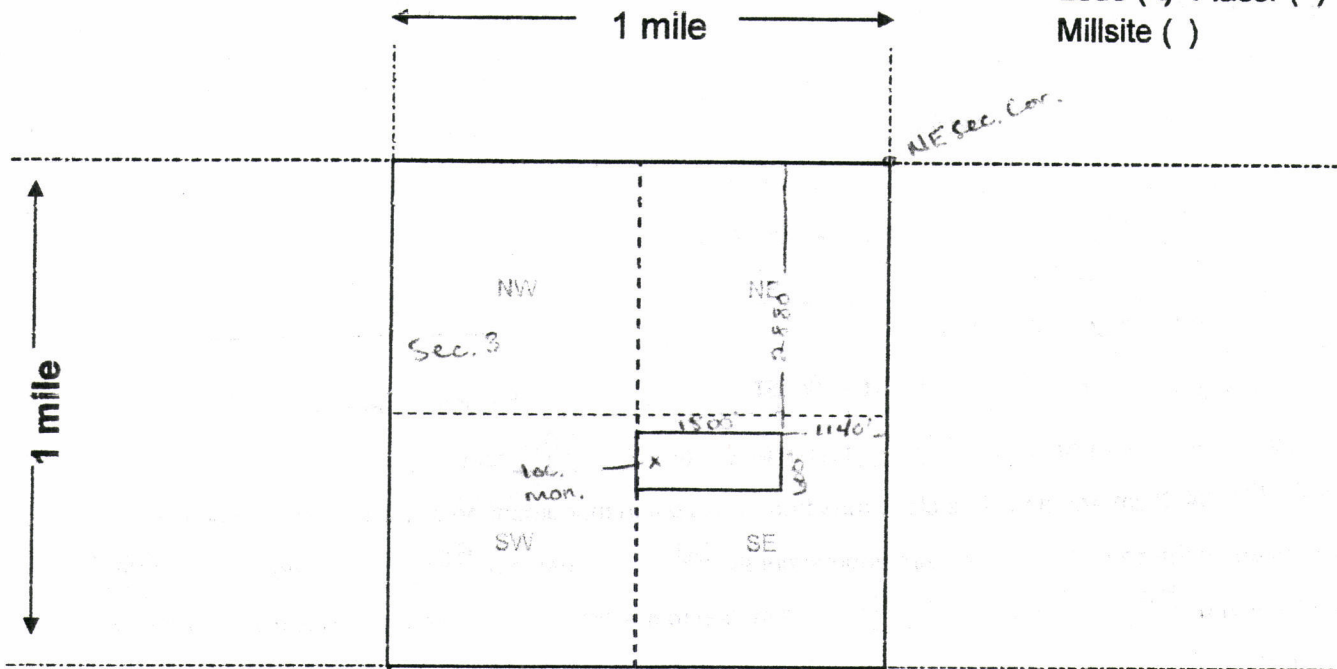 1 mile
Millsite ( )
NE Sec. Cor.
NW
NE
2880
Sec. 3
1 mile
1500'
1140'
600
Loc.
mon.
x
SW
SE